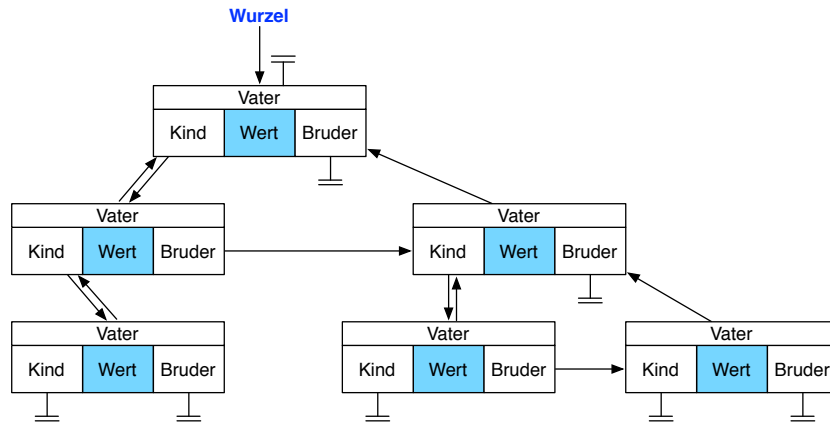 Wurzel
Vater
Kind Wert Bruder
Vater Vater
Kind Wert Bruder Kind Wert Bruder
Vater Vater Vater
Kind Wert Bruder Kind Wert Bruder Kind Wert Bruder